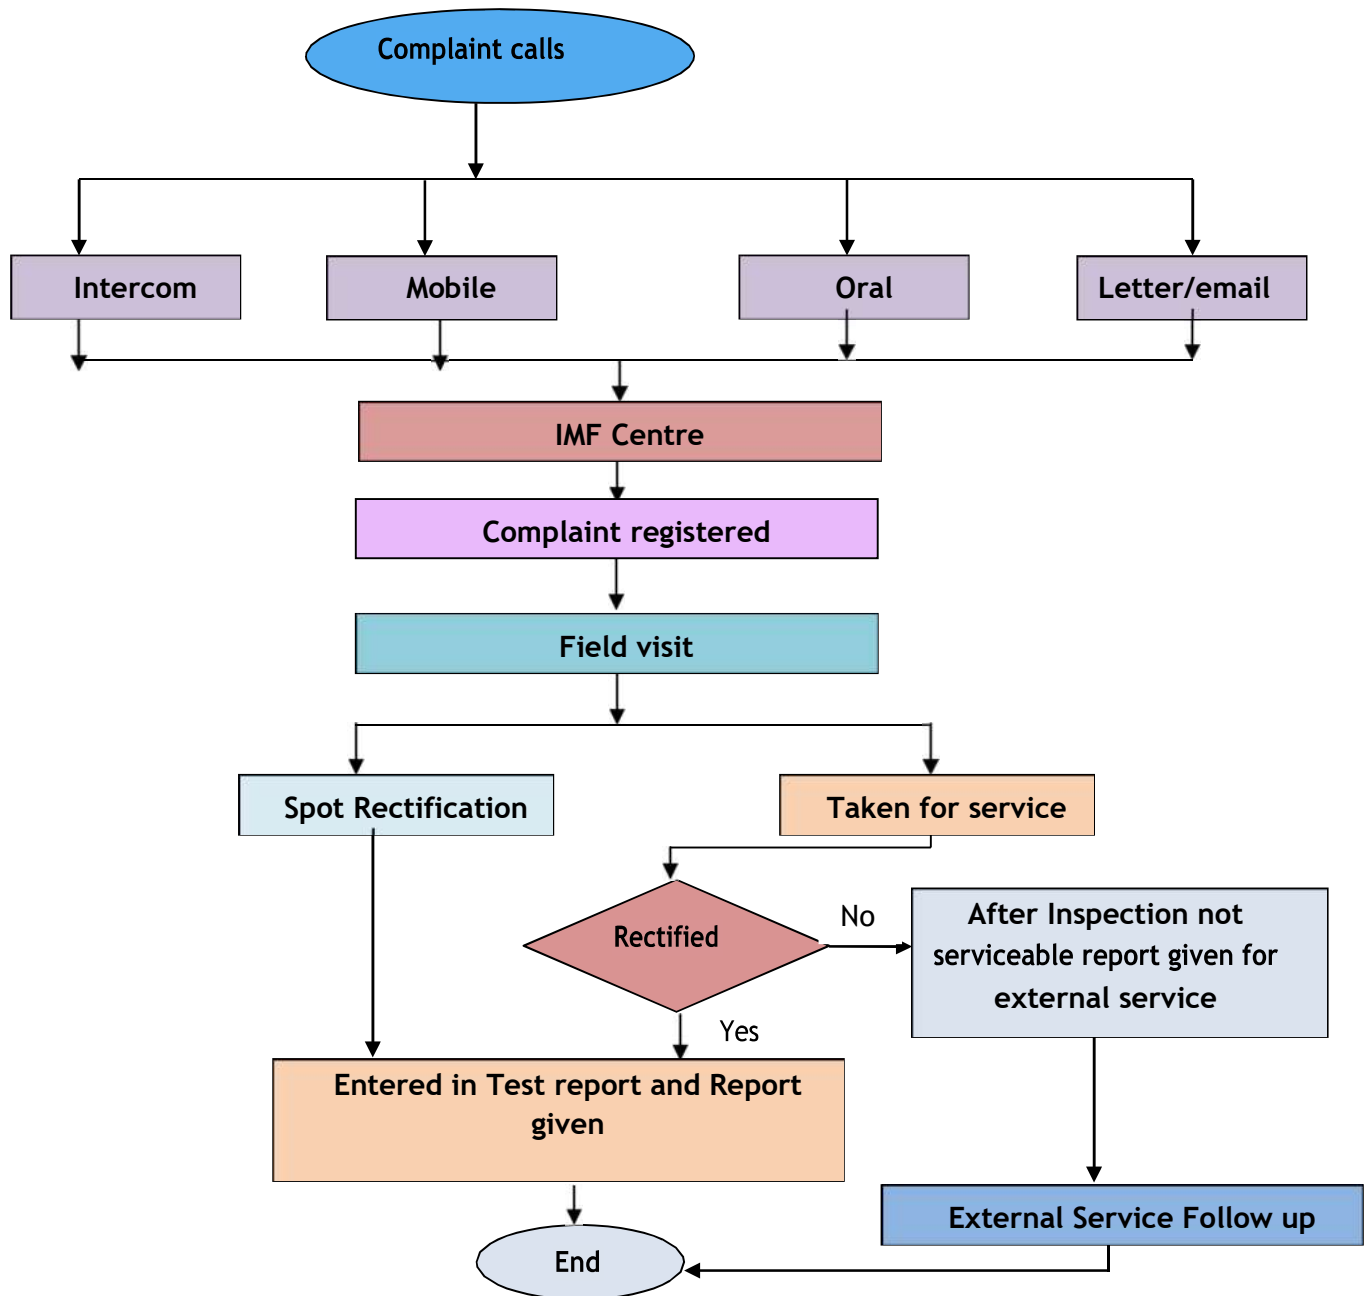 Complaint calls
Intercom
Mobile
Oral
Letter/email
IMF Centre
Complaint registered
Field visit
Spot Rectification
Taken for service
Rectified
No
After Inspection not
serviceable report given for
external service
Yes
Entered in Test report and Report
given
External Service Follow up
End